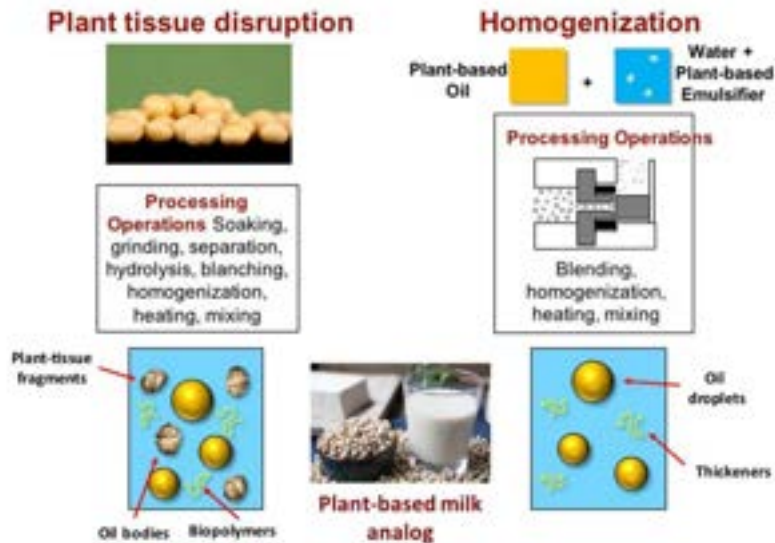 Plant tissue disruption
Homogenization
Plant-based
Oil
+
Water +
Plant-based
Emulsifier
Processing
Operations Soaking,
grinding, separation,
hydrolysis, blanching,
homogenization,
heating, mixing
Processing Operations
Blending,
homogenization,
heating, mixing
Plant-tissue
fragments
Oil bodies
Biopolymers
Plant-based milk
analog
Oil
droplets
Thickeners